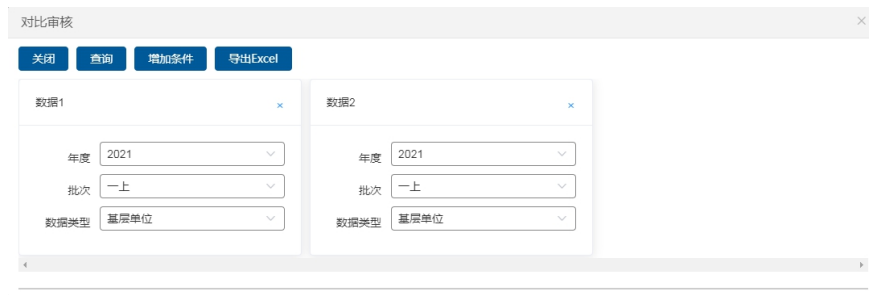 对比审核
关闭 查询 增加条件 导出Excel
数据1 数据2
年度 2021 年度 2021
批次 一上 批次 一上
数据类型 基层单位 数据类型 基层单位